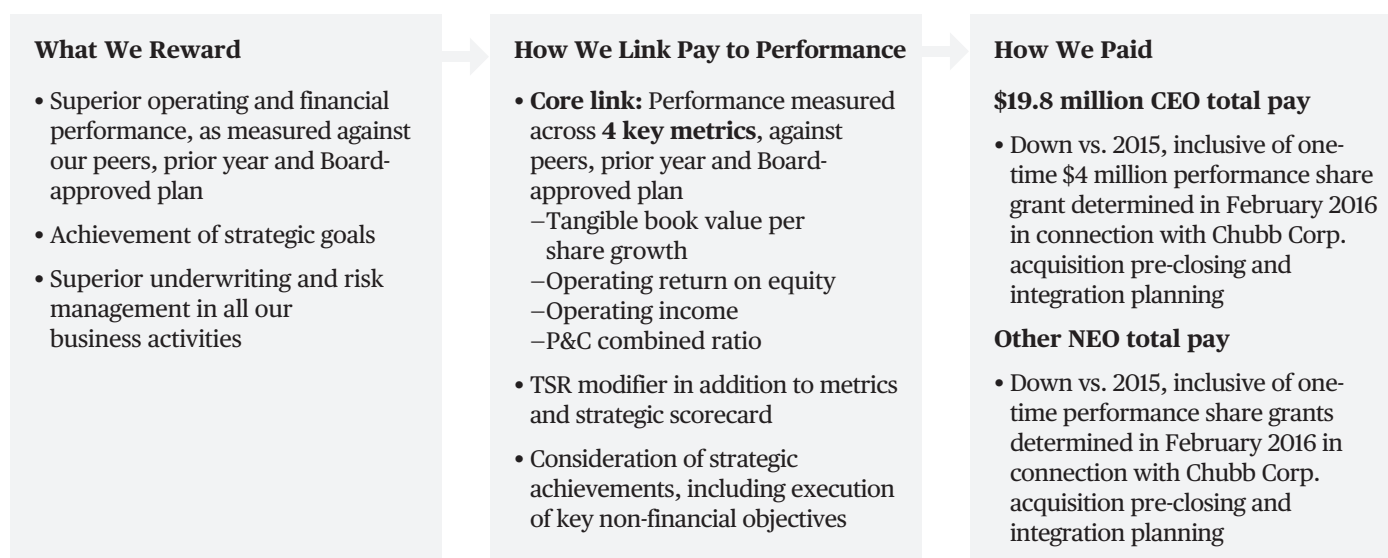 What We Reward
• Superior operating and financial
performance, as measured against
our peers, prior year and Board-
approved plan
• Achievement of strategic goals
• Superior underwriting and risk
management in all our
business activities
How We Link Pay to Performance
• Core link: Performance measured
across 4 key metrics, against
peers, prior year and Board-
approved plan
–Tangible book value per
share growth
–Operating return on equity
–Operating income
–P&C combined ratio
• TSR modifier in addition to metrics
and strategic scorecard
• Consideration of strategic
achievements, including execution
of key non-financial objectives
How We Paid
$19.8 million CEO total pay
• Down vs. 2015, inclusive of one-
time $4 million performance share
grant determined in February 2016
in connection with Chubb Corp.
acquisition pre-closing and
integration planning
Other NEO total pay
• Down vs. 2015, inclusive of one-
time performance share grants
determined in February 2016 in
connection with Chubb Corp.
acquisition pre-closing and
integration planning